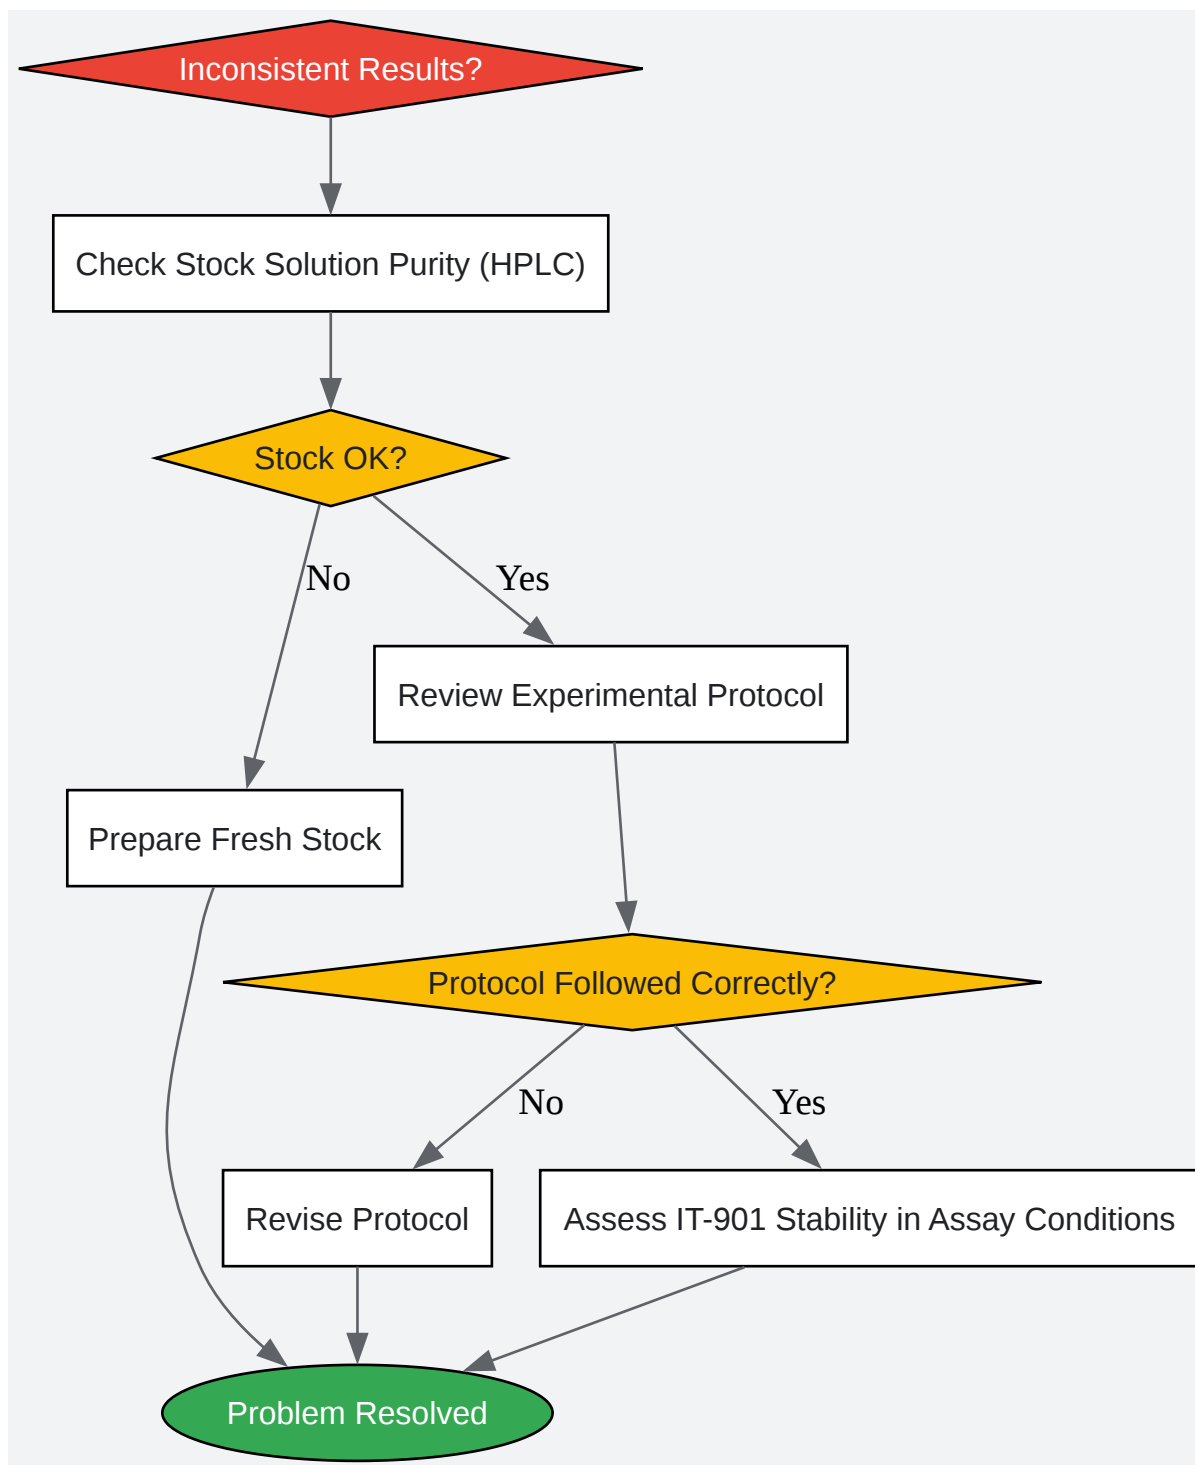 Inconsistent Results?
Check Stock Solution Purity (HPLC)
Stock OK?
No
Yes
Review Experimental Protocol
Prepare Fresh Stock
Protocol Followed Correctly?
No
Yes
Revise Protocol
Assess IT-901 Stability in Assay Conditions
Problem Resolved